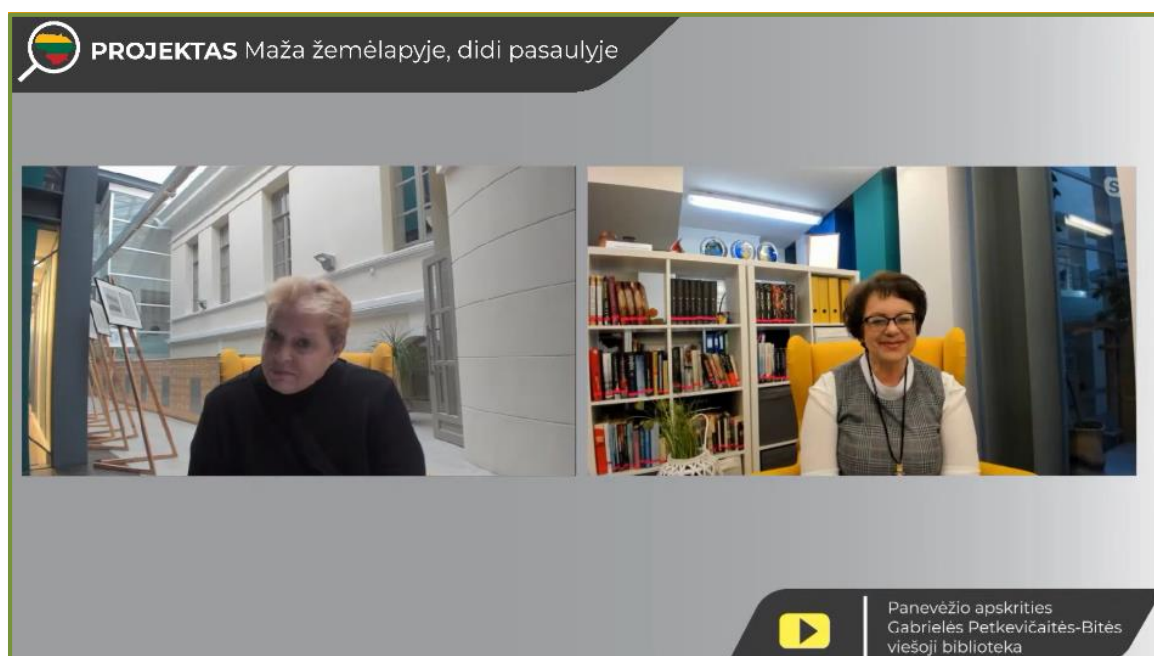 PROJEKTAS Maža žemėlapyje, didi pasaulyje
S
Panevėžio apskrities
Gabrielės Petkevičaitės-Bitės
viešoji biblioteka